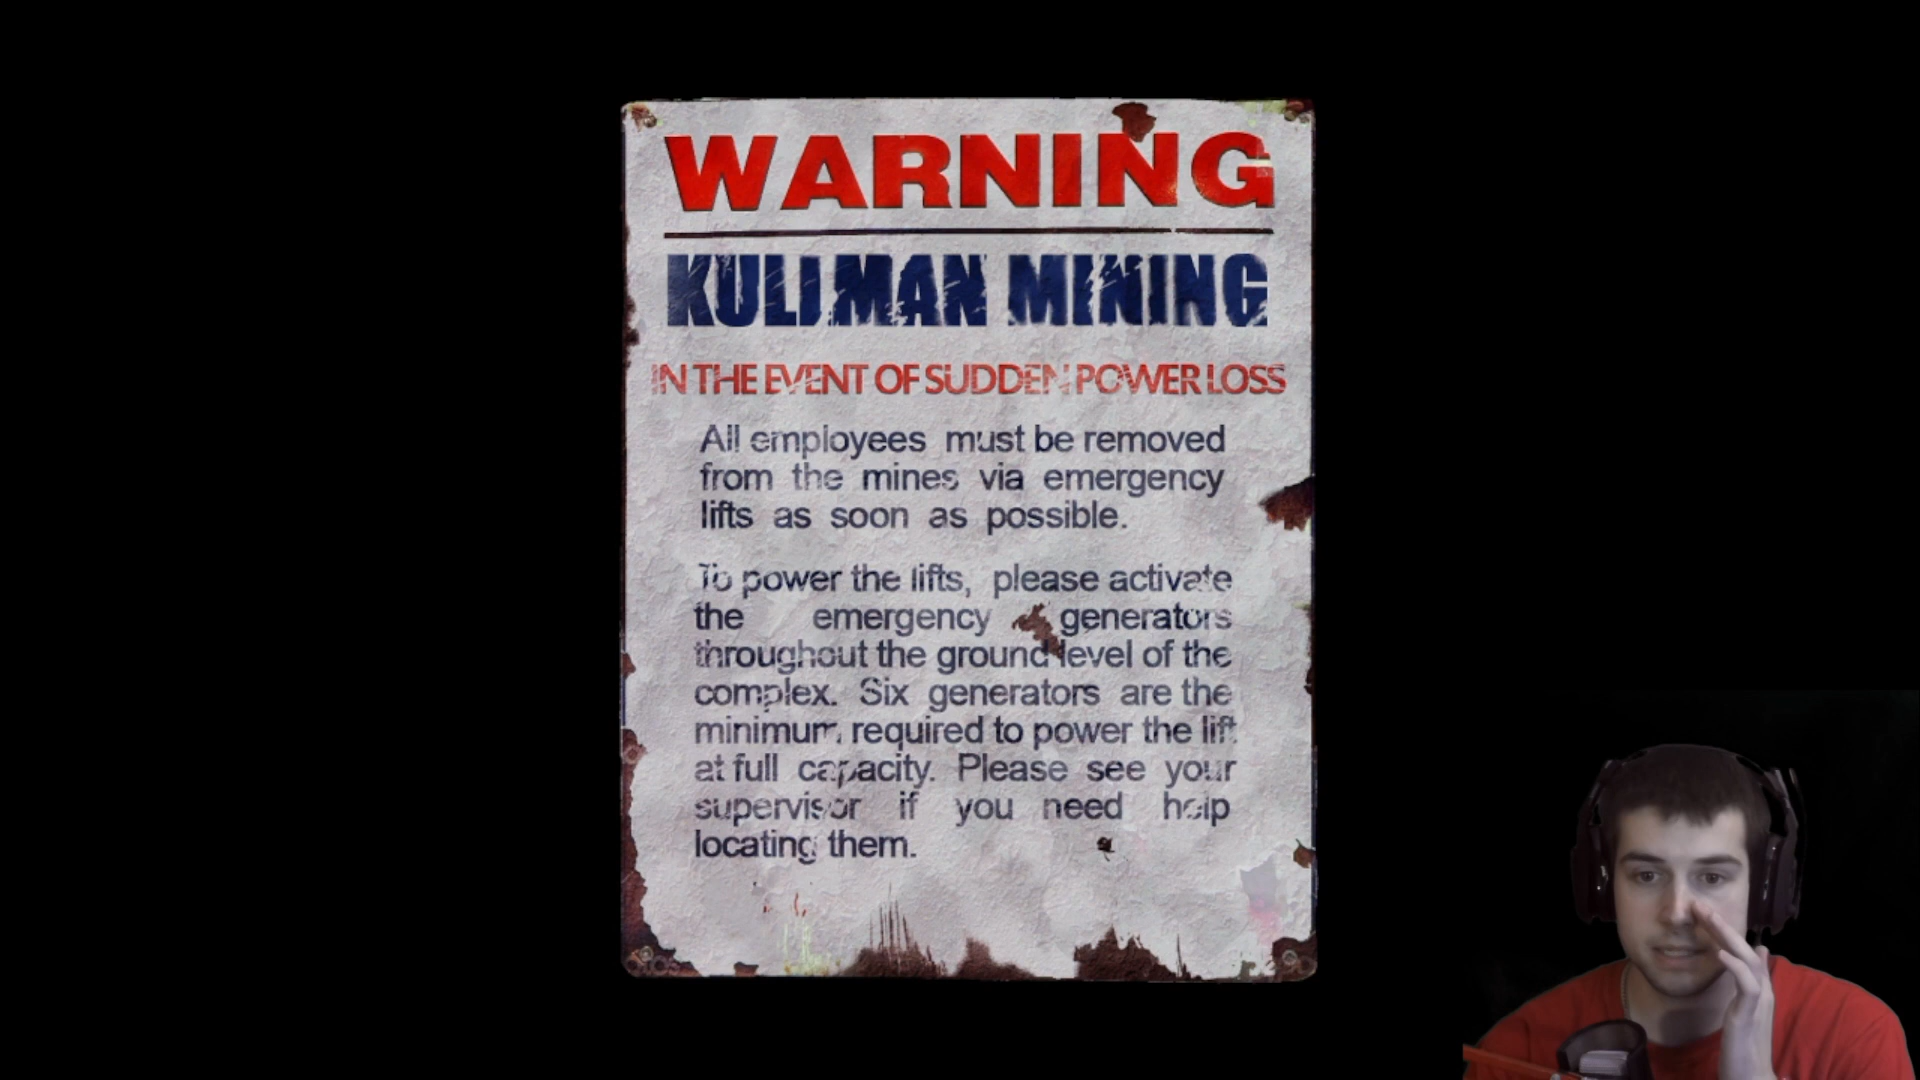 WARNING
KULLMAN MINING
IN THE EVENT OF SUDDEN POWER LOSS
All employees must be removed
from the mines via emergency
lifts as soon as possible.
To power the lifts, please activate
the emergency generators
throughout the ground level of the
complex. Six generators are the
minimum required to power the lift
at full capacity. Please see your
supervisor if you need help
locating them.